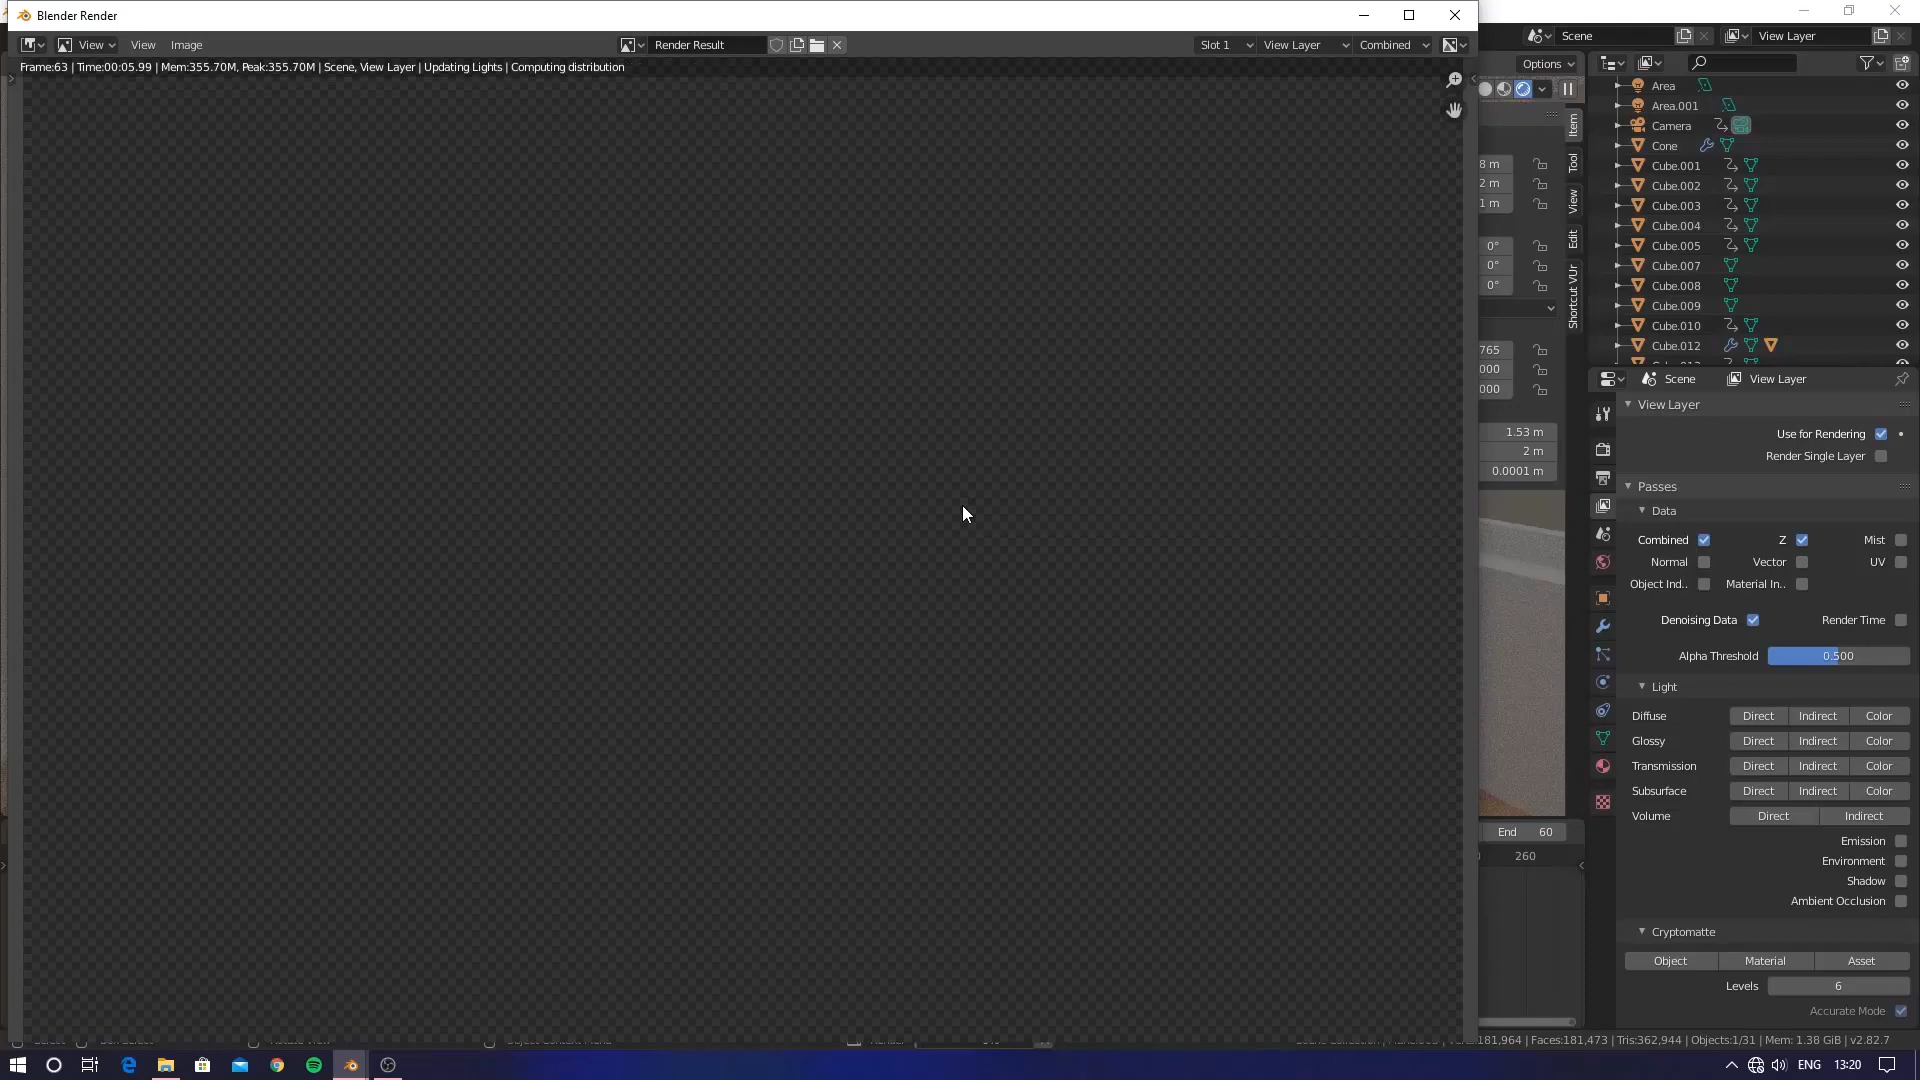 Blender Render
View
View
Image
Render Result
Slot 1
View Layer
Combined
Frame:63 | Time:00:05.99 | Mem:355.70M, Peak:355.70M | Scene, View Layer | Updating Lights | Computing distribution
Scene
View Layer
Options
Area
Area.001
Camera
Cone
Cube.001
Cube.002
Cube.003
Cube.004
Cube.005
Cube.007
Cube.008
Cube.009
Cube.010
Cube.012
Item
Tool
View
Edit
Shortcut VUr
8 m
2 m
1 m
0°
0°
0°
765
000
000
1.53 m
2 m
0.0001 m
End 60
260
Scene
View Layer
View Layer
Use for Rendering
Render Single Layer
Passes
Data
Combined Z Mist
Normal Vector UV
Object Ind.. Material In..
Denoising Data Render Time
Alpha Threshold 0.500
Light
Diffuse Direct Indirect Color
Glossy Direct Indirect Color
Transmission Direct Indirect Color
Subsurface Direct Indirect Color
Volume Direct Indirect
Emission
Environment
Shadow
Ambient Occlusion
Cryptomatte
Object Material Asset
Levels 6
Accurate Mode
181,964 | Faces:181,473 | Tris:362,944 | Objects:1/31 | Mem: 1.38 GiB | v2.82.7
ENG
13:20